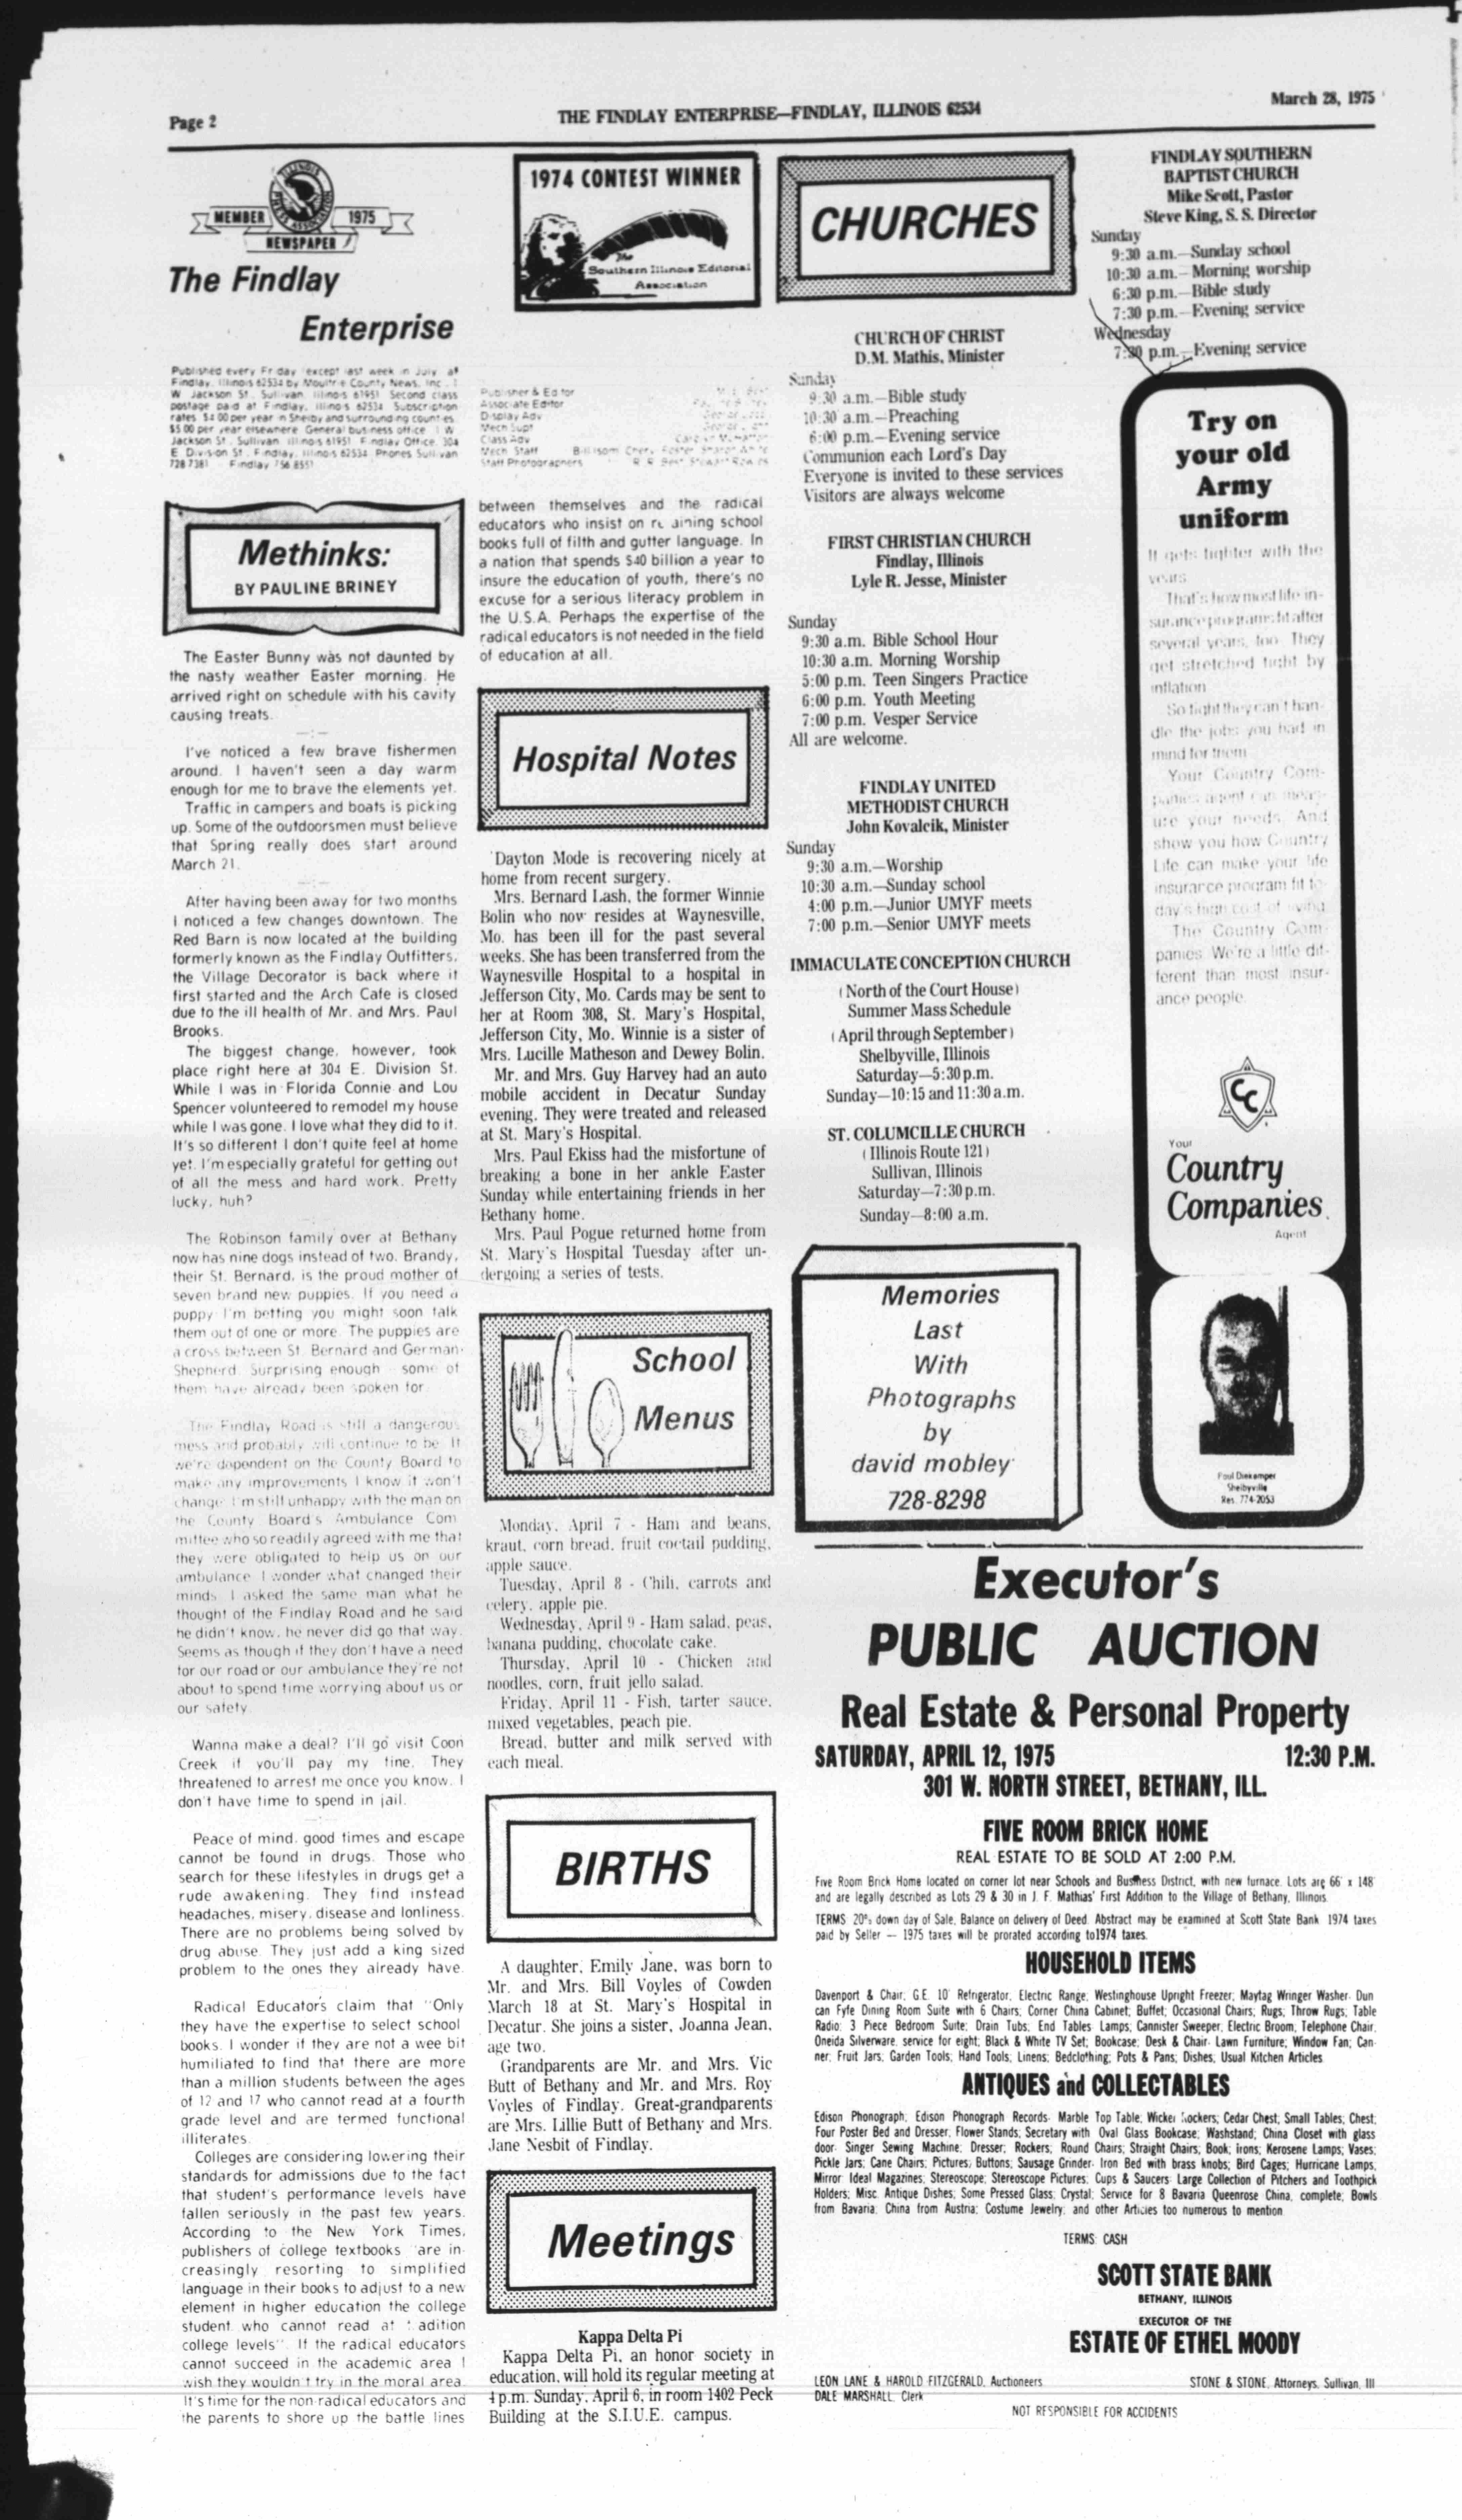 Page 2
THE FINDLAY ENTERPRISE—FINDLAY, ILLINOIS 62534
March 28, 1975
MEMBER 1975
NEWSPAPER
The Findlay
Enterprise
Published every Friday except last week in July at
Findlay, Illinois 62534 by Moultrie County News, Inc., 1
W Jackson St., Sullivan, Illinois 61951 Second class
postage paid at Findlay, Illinois 62534 Subscription
rates $4.00 per year in Shelby and surrounding counties
$5.00 per year elsewhere General business office 1 W
Jackson St., Sullivan, Illinois 61951 Findlay Office, 304
E Division St., Findlay, Illinois 62534 Phones Sullivan
728 7381 Findlay 756 8551
1974 CONTEST WINNER
The
Southern Illinois Editorial
Association
Publisher & Editor
Associate Editor
Display Adv
Mech Supt
Class Adv
Mech Staff
Staff Photographers
Methinks:
BY PAULINE BRINEY
The Easter Bunny was not daunted by
the nasty weather Easter morning. He
arrived right on schedule with his cavity
causing treats.
I've noticed a few brave fishermen
around. I haven't seen a day warm
enough for me to brave the elements yet.
Traffic in campers and boats is picking
up. Some of the outdoorsmen must believe
that Spring really does start around
March 21.
After having been away for two months
I noticed a few changes downtown. The
Red Barn is now located at the building
formerly known as the Findlay Outfitters,
the Village Decorator is back where it
first started and the Arch Cafe is closed
due to the ill health of Mr. and Mrs. Paul
Brooks.
The biggest change, however, took
place right here at 304 E. Division St.
While I was in Florida Connie and Lou
Spencer volunteered to remodel my house
while I was gone. I love what they did to it.
It's so different I don't quite feel at home
yet. I'm especially grateful for getting out
of all the mess and hard work. Pretty
lucky, huh?
The Robinson family over at Bethany
now has nine dogs instead of two. Brandy,
their St. Bernard, is the proud mother of
seven brand new puppies. If you need a
puppy I'm betting you might soon talk
them out of one or more. The puppies are
a cross between St. Bernard and German-
Shepherd. Surprising enough some of
them have already been spoken for.
The Findlay Road is still a dangerous
mess and probably will continue to be. If
we're dependent on the County Board to
make any improvements I know it won't
change. I'm still unhappy with the man on
the County Board's Ambulance Com
mittee who so readily agreed with me that
they were obligated to help us on our
ambulance. I wonder what changed their
minds. I asked the same man what he
thought of the Findlay Road and he said
he didn't know, he never did go that way.
Seems as though if they don't have a need
for our road or our ambulance they're not
about to spend time worrying about us or
our safety.
Wanna make a deal? I'll go visit Coon
Creek if you'll pay my fine. They
threatened to arrest me once you know. I
don't have time to spend in jail.
Peace of mind, good times and escape
cannot be found in drugs. Those who
search for these lifestyles in drugs get a
rude awakening. They find instead
headaches, misery, disease and lonliness.
There are no problems being solved by
drug abuse. They just add a king sized
problem to the ones they already have.
Radical Educators claim that "Only
they have the expertise to select school
books. I wonder if they are not a wee bit
humiliated to find that there are more
than a million students between the ages
of 12 and 17 who cannot read at a fourth
grade level and are termed functional
illiterates.
Colleges are considering lowering their
standards for admissions due to the fact
that student's performance levels have
fallen seriously in the past few years.
According to the New York Times,
publishers of college textbooks "are in-
creasingly resorting to simplified
language in their books to adjust to a new
element in higher education the college
student who cannot read at adition
college levels". If the radical educators
cannot succeed in the academic area I
wish they wouldn't try in the moral area.
It's time for the non-radical educators and
the parents to shore up the battle lines
between themselves and the radical
educators who insist on re aining school
books full of filth and gutter language. In
a nation that spends $40 billion a year to
insure the education of youth, there's no
excuse for a serious literacy problem in
the U.S.A. Perhaps the expertise of the
radical educators is not needed in the field
of education at all.
Hospital Notes
Dayton Mode is recovering nicely at
home from recent surgery.
Mrs. Bernard Lash, the former Winnie
Bolin who now resides at Waynesville,
Mo. has been ill for the past several
weeks. She has been transferred from the
Waynesville Hospital to a hospital in
Jefferson City, Mo. Cards may be sent to
her at Room 308, St. Mary's Hospital,
Jefferson City, Mo. Winnie is a sister of
Mrs. Lucille Matheson and Dewey Bolin.
Mr. and Mrs. Guy Harvey had an auto
mobile accident in Decatur Sunday
evening. They were treated and released
at St. Mary's Hospital.
Mrs. Paul Ekiss had the misfortune of
breaking a bone in her ankle Easter
Sunday while entertaining friends in her
Bethany home.
Mrs. Paul Pogue returned home from
St. Mary's Hospital Tuesday after un-
dergoing a series of tests.
School
Menus
Monday, April 7 - Ham and beans,
kraut, corn bread, fruit coctail pudding,
apple sauce.
Tuesday, April 8 - Chili, carrots and
celery, apple pie.
Wednesday, April 9 - Ham salad, peas,
banana pudding, chocolate cake.
Thursday, April 10 - Chicken and
noodles, corn, fruit jello salad.
Friday, April 11 - Fish, tarter sauce,
mixed vegetables, peach pie.
Bread, butter and milk served with
each meal.
BIRTHS
A daughter, Emily Jane, was born to
Mr. and Mrs. Bill Voyles of Cowden
March 18 at St. Mary's Hospital in
Decatur. She joins a sister, Joanna Jean,
age two.
Grandparents are Mr. and Mrs. Vic
Butt of Bethany and Mr. and Mrs. Roy
Voyles of Findlay. Great-grandparents
are Mrs. Lillie Butt of Bethany and Mrs.
Jane Nesbit of Findlay.
Meetings
Kappa Delta Pi
Kappa Delta Pi, an honor society in
education, will hold its regular meeting at
4 p.m. Sunday, April 6, in room 1402 Peck
Building at the S.I.U.E. campus.
CHURCHES
CHURCH OF CHRIST
D.M. Mathis, Minister
Sunday
9:30 a.m.—Bible study
10:30 a.m.—Preaching
6:00 p.m.—Evening service
Communion each Lord's Day
Everyone is invited to these services
Visitors are always welcome
FIRST CHRISTIAN CHURCH
Findlay, Illinois
Lyle R. Jesse, Minister
Sunday
9:30 a.m. Bible School Hour
10:30 a.m. Morning Worship
5:00 p.m. Teen Singers Practice
6:00 p.m. Youth Meeting
7:00 p.m. Vesper Service
All are welcome.
FINDLAY UNITED
METHODIST CHURCH
John Kovalcik, Minister
Sunday
9:30 a.m.—Worship
10:30 a.m.—Sunday school
4:00 p.m.—Junior UMYF meets
7:00 p.m.—Senior UMYF meets
IMMACULATE CONCEPTION CHURCH
(North of the Court House)
Summer Mass Schedule
(April through September)
Shelbyville, Illinois
Saturday—5:30 p.m.
Sunday—10:15 and 11:30 a.m.
ST. COLUMCILLE CHURCH
(Illinois Route 121)
Sullivan, Illinois
Saturday—7:30 p.m.
Sunday—8:00 a.m.
FINDLAY SOUTHERN
BAPTIST CHURCH
Mike Scott, Pastor
Steve King, S. S. Director
Sunday
9:30 a.m.—Sunday school
10:30 a.m.—Morning worship
6:30 p.m.—Bible study
7:30 p.m.—Evening service
Wednesday
7:30 p.m.—Evening service
Try on
your old
Army
uniform
It gets tighter with the
years.
That's how most life in-
surance programs fit after
several years, too. They
get stretched tight by
inflation.
So tight they can't han-
dle the jobs you had in
mind for them.
Your Country Com-
panies agent can meas-
ure your needs. And
show you how Country
Life can make your life
insurance program fit to-
day's high cost of living.
The Country Com-
panies. We're a little dif-
ferent than most insur-
ance people.
CC
Your
Country
Companies
Agent
Paul Diekemper
Shelbyville
Res. 774-2053
Memories
Last
With
Photographs
by
david mobley
728-8298
Executor's
PUBLIC AUCTION
Real Estate & Personal Property
SATURDAY, APRIL 12, 1975 12:30 P.M.
301 W. NORTH STREET, BETHANY, ILL.
FIVE ROOM BRICK HOME
REAL ESTATE TO BE SOLD AT 2:00 P.M.
Five Room Brick Home located on corner lot near Schools and Business District, with new furnace. Lots are 66' x 148'
and are legally described as Lots 29 & 30 in J. F. Mathias' First Addition to the Village of Bethany, Illinois.
TERMS 20% down day of Sale, Balance on delivery of Deed. Abstract may be examined at Scott State Bank 1974 taxes
paid by Seller — 1975 taxes will be prorated according to 1974 taxes.
HOUSEHOLD ITEMS
Davenport & Chair; G.E. 10' Refrigerator, Electric Range; Westinghouse Upright Freezer; Maytag Wringer Washer; Dun
can Fyfe Dining Room Suite with 6 Chairs; Corner China Cabinet; Buffet; Occasional Chairs; Rugs; Throw Rugs; Table
Radio; 3 Piece Bedroom Suite; Drain Tubs; End Tables Lamps; Cannister Sweeper; Electric Broom; Telephone Chair;
Oneida Silverware, service for eight; Black & White TV Set; Bookcase; Desk & Chair; Lawn Furniture; Window Fan; Can-
ner; Fruit Jars; Garden Tools; Hand Tools; Linens; Bedclothing; Pots & Pans; Dishes; Usual Kitchen Articles
ANTIQUES and COLLECTABLES
Edison Phonograph; Edison Phonograph Records; Marble Top Table; Wicker Rockers; Cedar Chest; Small Tables; Chest;
Four Poster Bed and Dresser; Flower Stands; Secretary with Oval Glass Bookcase; Washstand; China Closet with glass
door; Singer Sewing Machine; Dresser; Rockers; Round Chairs; Straight Chairs; Book; Irons; Kerosene Lamps; Vases;
Pickle Jars; Cane Chairs; Pictures; Buttons; Sausage Grinder; Iron Bed with brass knobs; Bird Cages; Hurricane Lamps;
Mirror Ideal Magazines; Stereoscope; Stereoscope Pictures; Cups & Saucers Large Collection of Pitchers and Toothpick
Holders; Misc. Antique Dishes; Some Pressed Glass; Crystal; Service for 8 Bavaria Queenrose China, complete; Bowls
from Bavaria; China from Austria; Costume Jewelry; and other Articles too numerous to mention
TERMS: CASH
SCOTT STATE BANK
BETHANY, ILLINOIS
EXECUTOR OF THE
ESTATE OF ETHEL MOODY
LEON LANE & HAROLD FITZGERALD, Auctioneers
DALE MARSHALL, Clerk
STONE & STONE, Attorneys, Sullivan, Ill
NOT RESPONSIBLE FOR ACCIDENTS